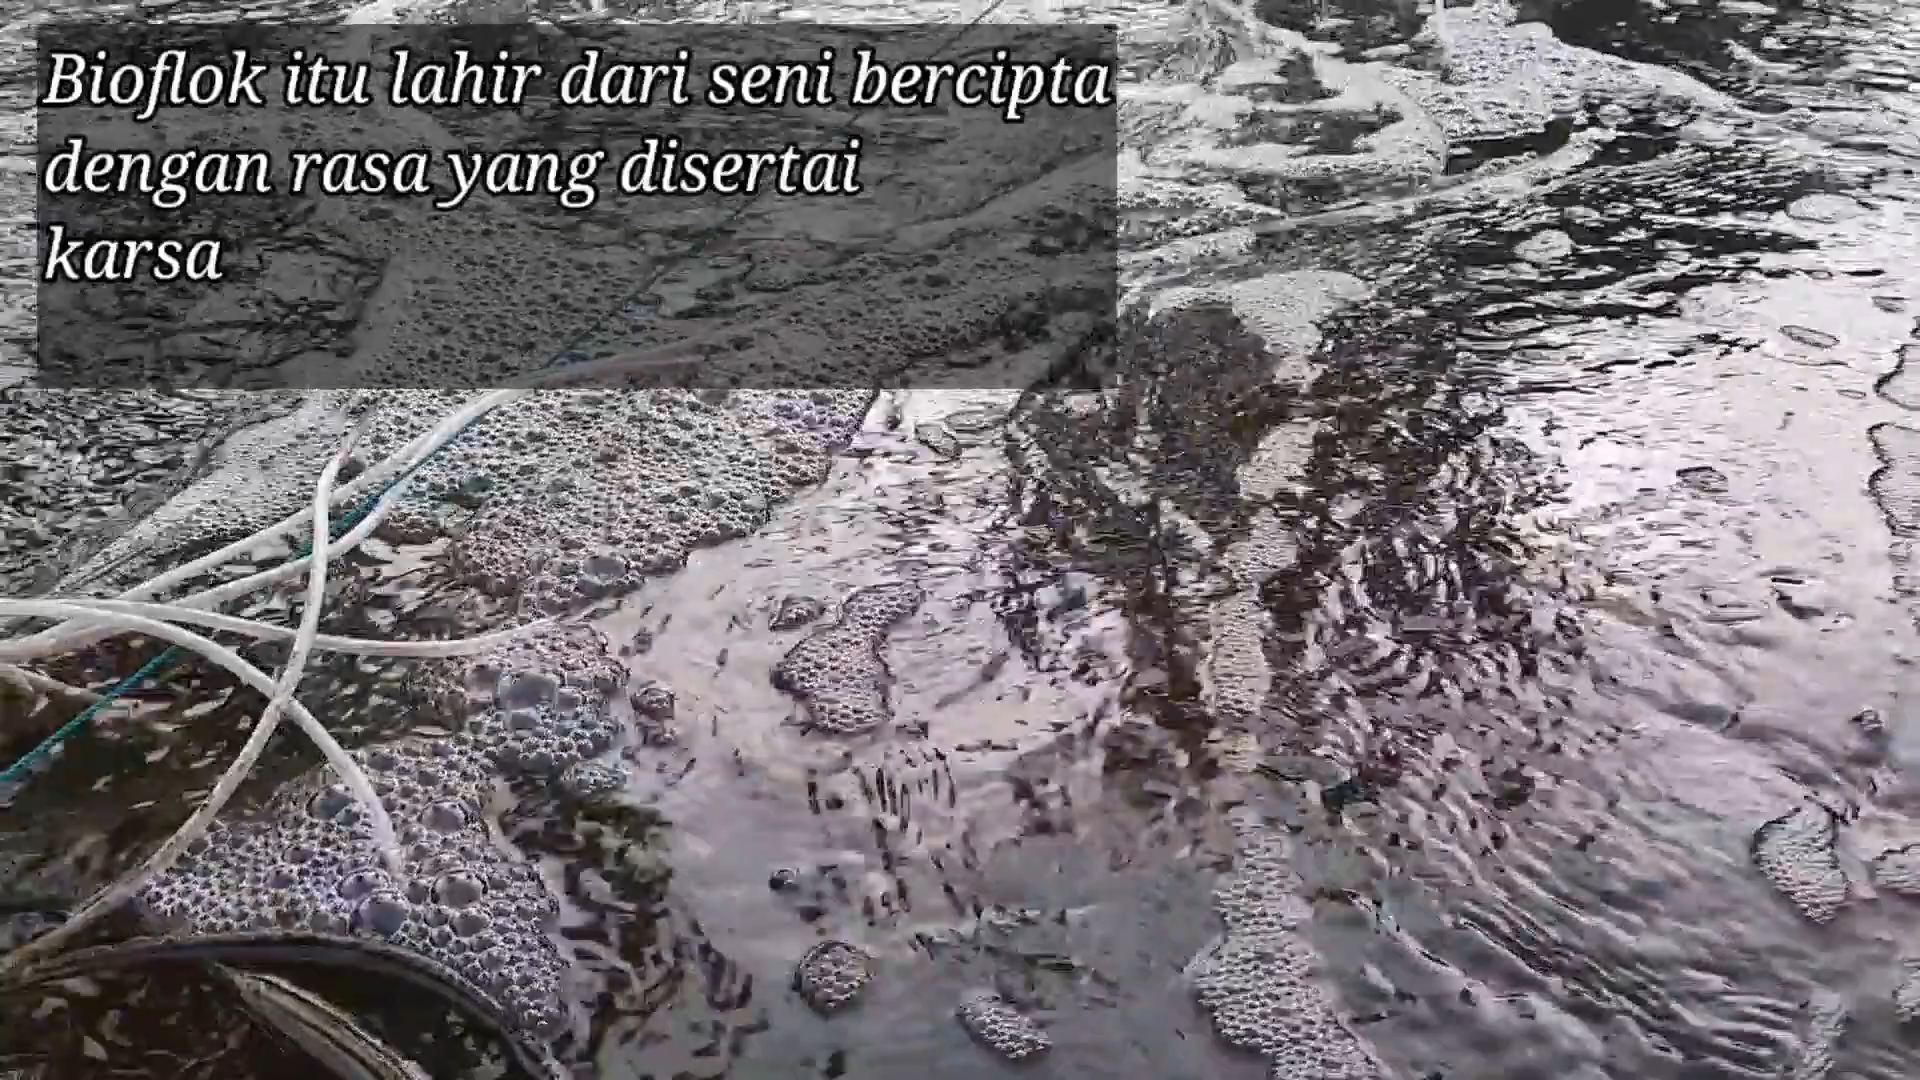 Bioflok itu lahir dari seni bercipta
dengan rasa yang disertai
karsa